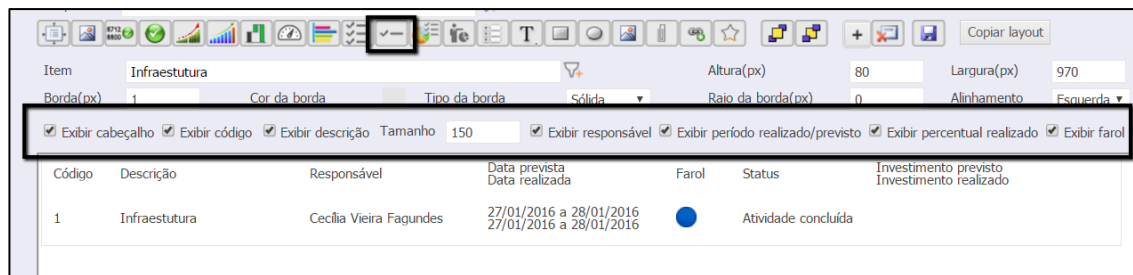 8712
6600
T
Copiar layout
Item Infraestutura Altura(px) 80 Largura(px) 970
Borda(px) 1 Cor da borda Tipo da borda Sólida Raio da borda(px) 0 Alinhamento Esquerda
Exibir cabeçalho Exibir código Exibir descrição Tamanho 150 Exibir responsável Exibir período realizado/previsto Exibir percentual realizado Exibir farol
Código Descrição Responsável Data prevista Farol Status Investimento previsto
Data realizada Investimento realizado
1 Infraestutura Cecília Vieira Fagundes 27/01/2016 a 28/01/2016 Atividade concluída
27/01/2016 a 28/01/2016